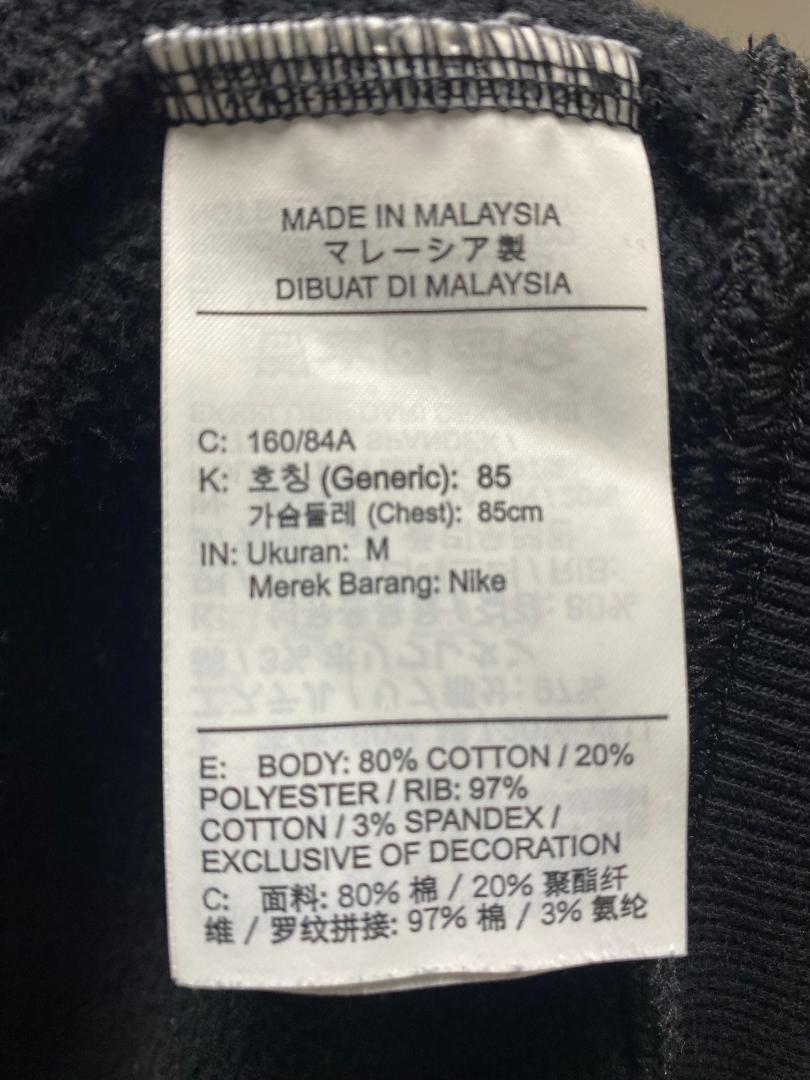 MADE IN MALAYSIA
マレーシア製
DIBUAT DI MALAYSIA
C: 160/84A
K: 호칭 (Generic): 85
가슴둘레 (Chest): 85cm
IN: Ukuran: M
Merek Barang: Nike
E: BODY: 80% COTTON / 20%
POLYESTER / RIB: 97%
COTTON / 3% SPANDEX /
EXCLUSIVE OF DECORATION
C: 面料: 80% 棉 / 20% 聚酯纤
维 / 罗纹拼接: 97% 棉 / 3% 氨纶